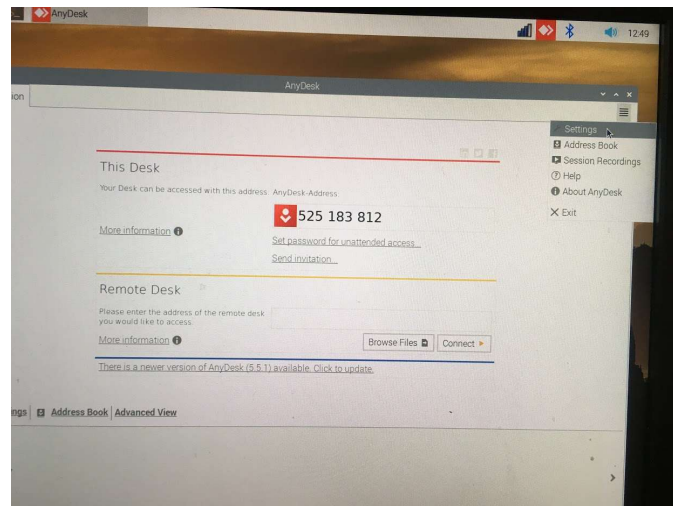 AnyDesk
12:49
AnyDesk
ion
Settings
Address Book
Session Recordings
Help
About AnyDesk
Exit
This Desk
Your Desk can be accessed with this address.
AnyDesk-Address
525 183 812
More information
Set password for unattended access...
Send invitation...
Remote Desk
Please enter the address of the remote desk
you would like to access.
More information
Browse Files
Connect
There is a newer version of AnyDesk (5.5.1) available. Click to update.
ngs
Address Book
Advanced View